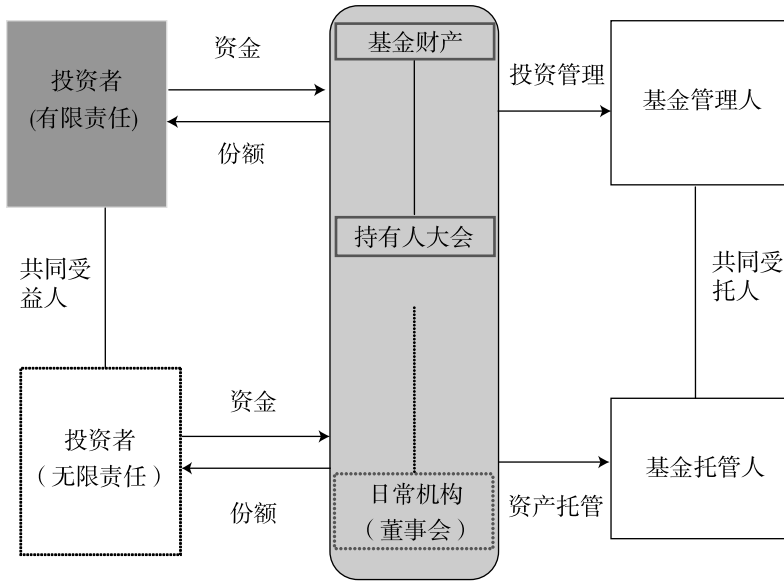 投资者
(有限责任)
资金
份额
基金财产
持有人大会
投资管理
基金管理人
共同受
益人
共同受
托人
投资者
（无限责任）
资金
份额
日常机构
（董事会）
资产托管
基金托管人